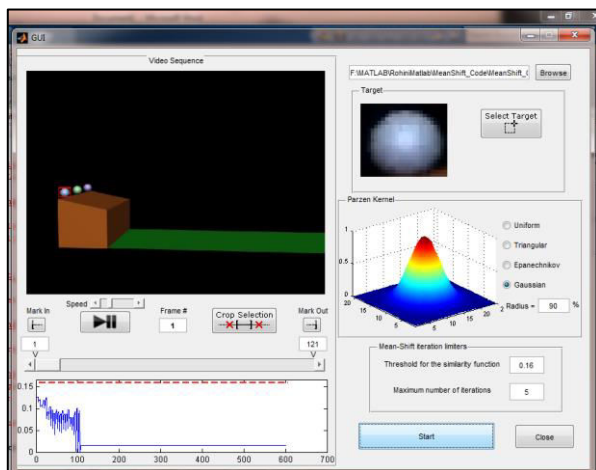 GUI
Video Sequence
F:\MATLAB\RohiniMatlab\MeanShift_Code\MeanShift_C
Browse
Target
Select Target
Parzen Kernel
1
0.5
0
20
15
10
5
5
10
15
20
2
Uniform
Triangular
Epanechnikov
Gaussian
Radius = 90 %
Speed
Mark In
Frame #
1
Crop Selection
Mark Out
1
121
Mean-Shift iteration limiters
Threshold for the similarity function 0.16
Maximum number of iterations 5
Start
Close
0.15
0.1
0.05
0
0 100 200 300 400 500 600 700